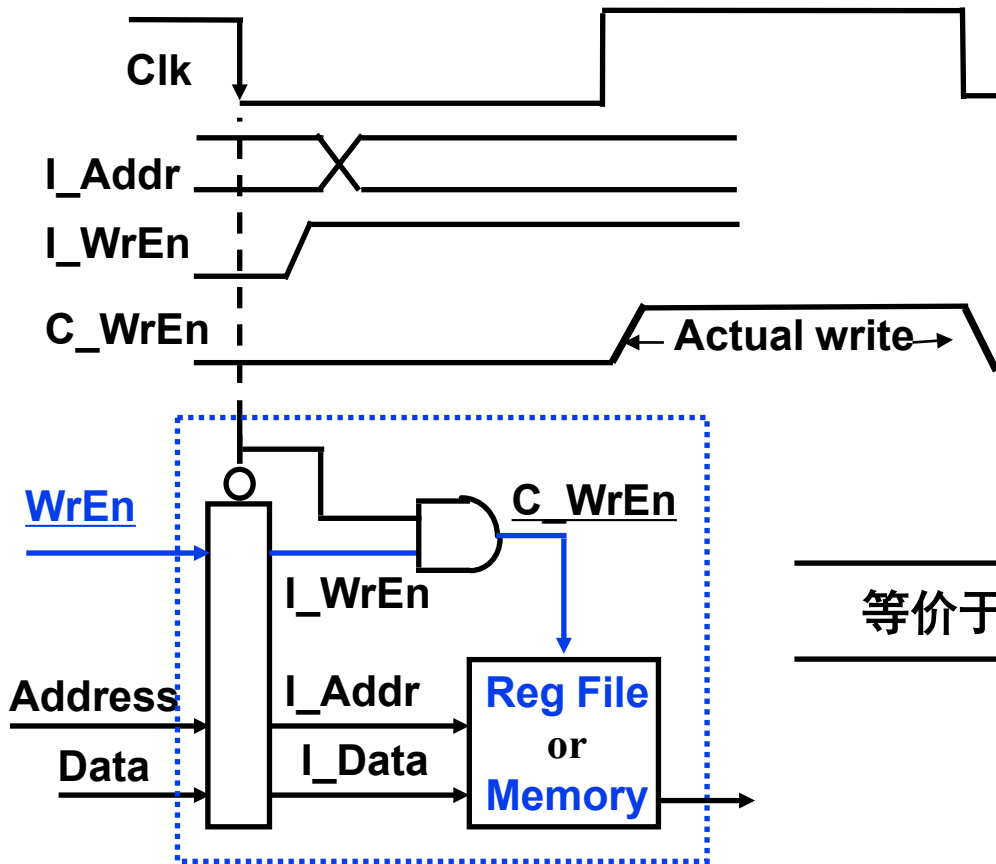 Clk
I_Addr
I_WrEn
C_WrEn
Actual write
WrEn
C_WrEn
I_WrEn
等价于
Address
I_Addr
Data
I_Data
Reg File
or
Memory